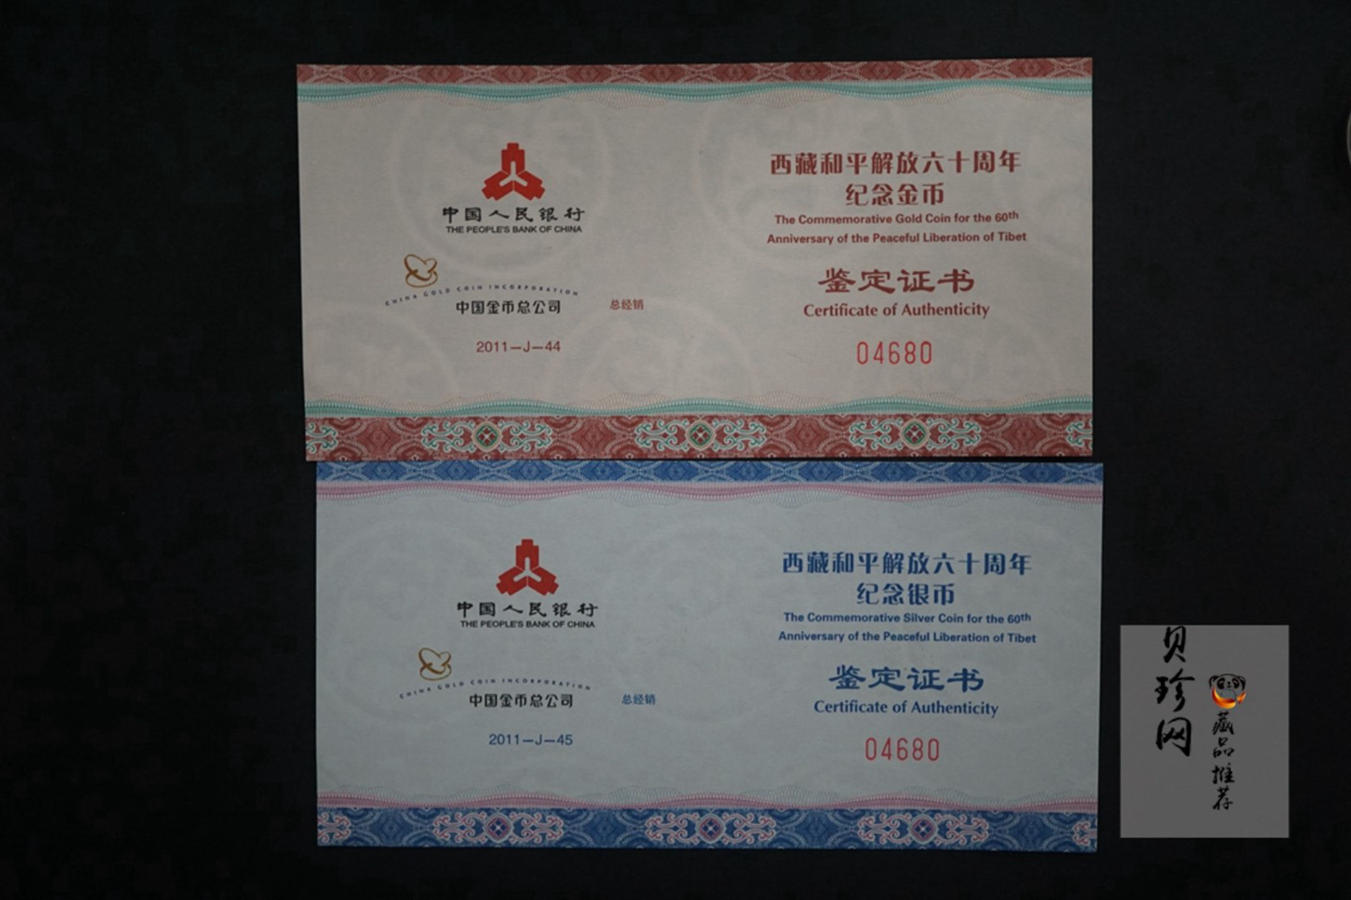 中国人民银行
THE PEOPLE'S BANK OF CHINA
CHINA GOLD COIN INCORPORATION
中国金币总公司
总经销
2011—J—44
西藏和平解放六十周年
纪念金币
The Commemorative Gold Coin for the 60th
Anniversary of the Peaceful Liberation of Tibet
鉴定证书
Certificate of Authenticity
04680
中国人民银行
THE PEOPLE'S BANK OF CHINA
CHINA GOLD COIN INCORPORATION
中国金币总公司
总经销
2011—J—45
西藏和平解放六十周年
纪念银币
The Commemorative Silver Coin for the 60th
Anniversary of the Peaceful Liberation of Tibet
鉴定证书
Certificate of Authenticity
04680
贝珍网
藏品推荐